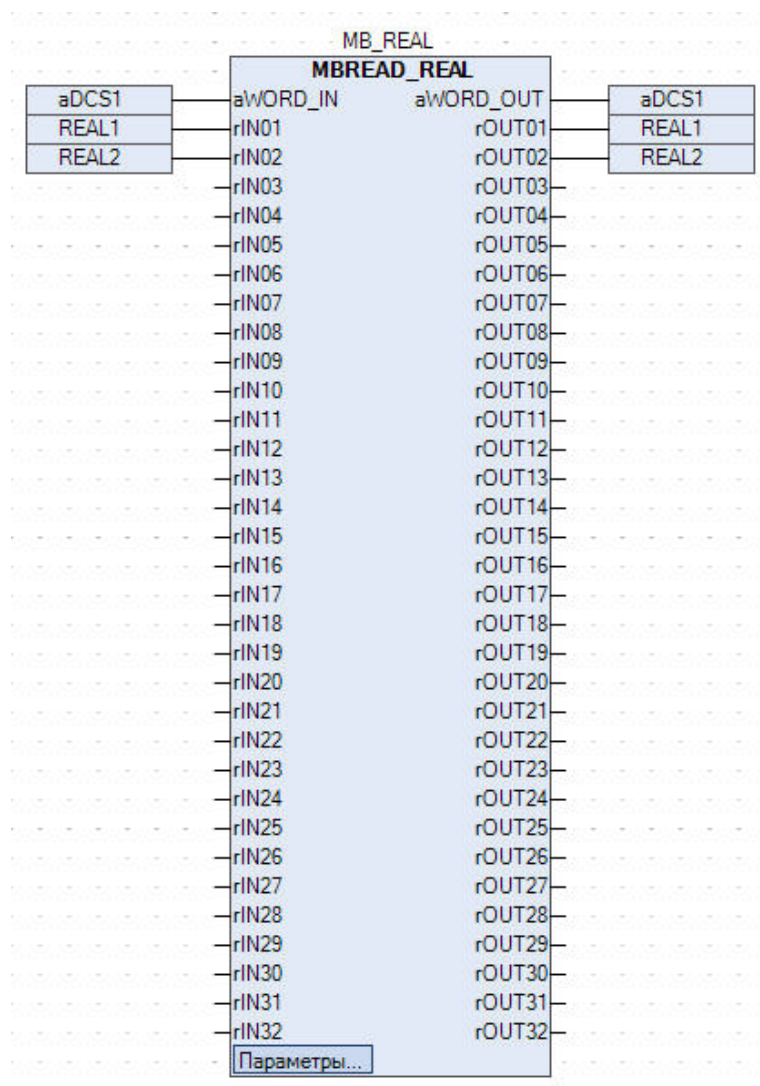 MB_REAL
MBREAD_REAL
aDCS1 aWORD_IN aWORD_OUT aDCS1
REAL1 rIN01 rOUT01 REAL1
REAL2 rIN02 rOUT02 REAL2
rIN03 rOUT03
rIN04 rOUT04
rIN05 rOUT05
rIN06 rOUT06
rIN07 rOUT07
rIN08 rOUT08
rIN09 rOUT09
rIN10 rOUT10
rIN11 rOUT11
rIN12 rOUT12
rIN13 rOUT13
rIN14 rOUT14
rIN15 rOUT15
rIN16 rOUT16
rIN17 rOUT17
rIN18 rOUT18
rIN19 rOUT19
rIN20 rOUT20
rIN21 rOUT21
rIN22 rOUT22
rIN23 rOUT23
rIN24 rOUT24
rIN25 rOUT25
rIN26 rOUT26
rIN27 rOUT27
rIN28 rOUT28
rIN29 rOUT29
rIN30 rOUT30
rIN31 rOUT31
rIN32 rOUT32
Параметры...